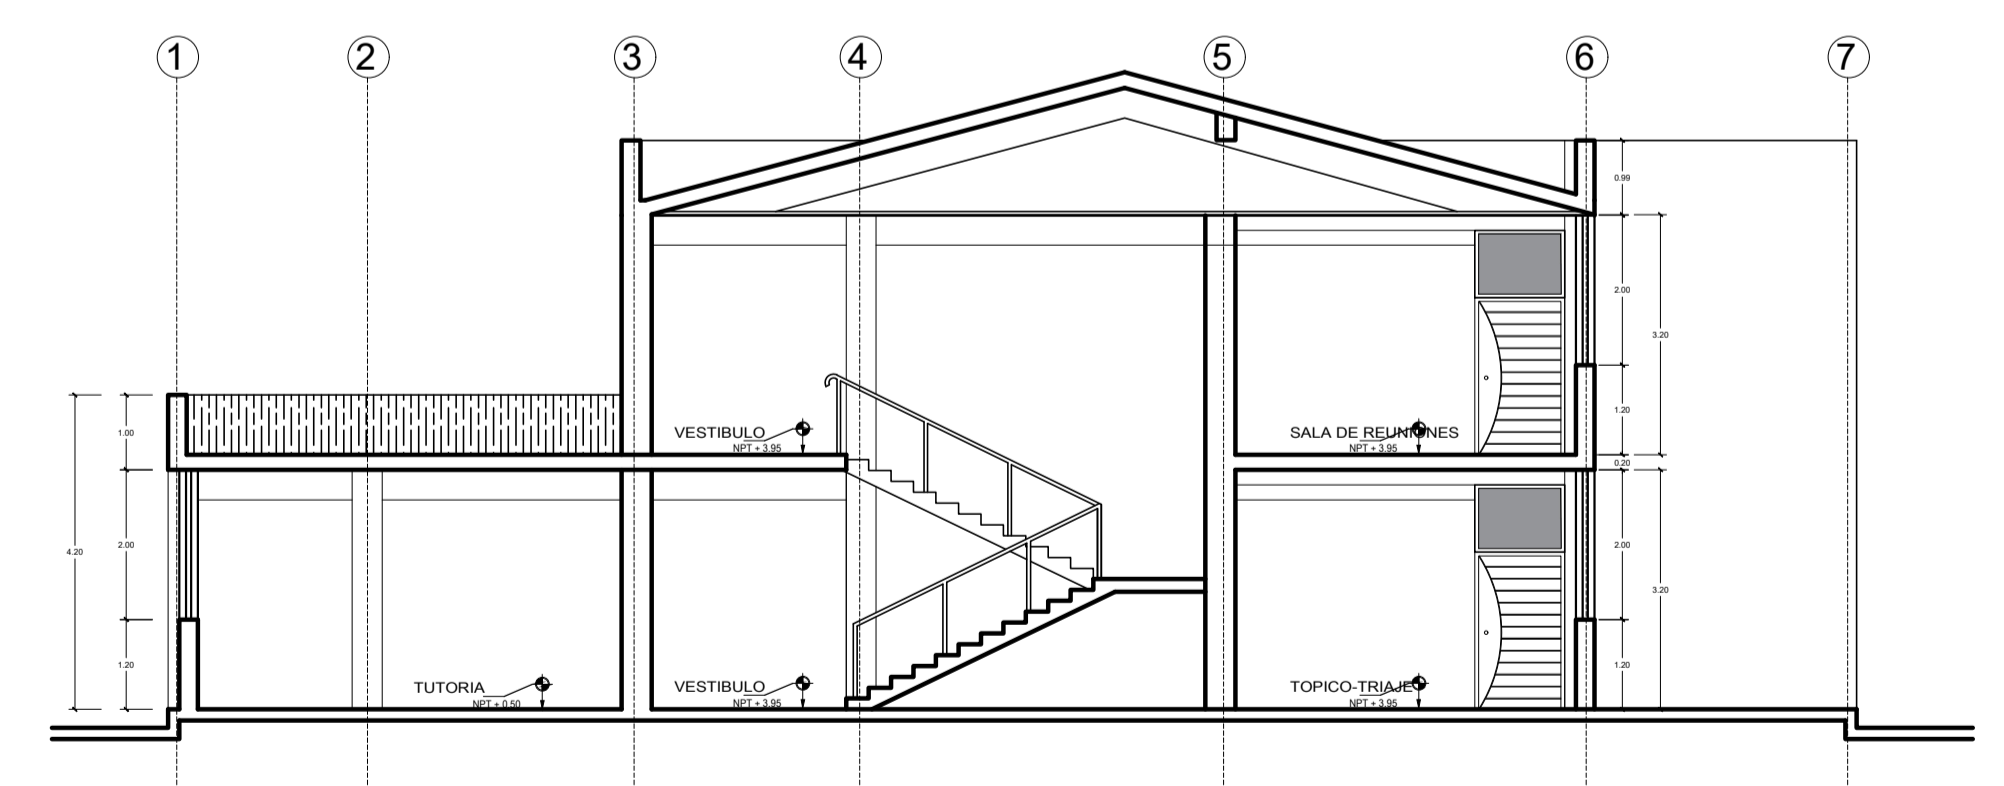 1 2 3 4 5 6 7
0.99
2.00
3.20
1.20
VESTIBULO
NPT + 3.95
SALA DE REUNIONES
NPT + 3.95
1.00
0.20
4.20
2.00
2.00
3.20
1.20
1.20
TUTORIA
NPT + 0.50
VESTIBULO
NPT + 3.95
TOPICO-TRIAJE
NPT + 3.95